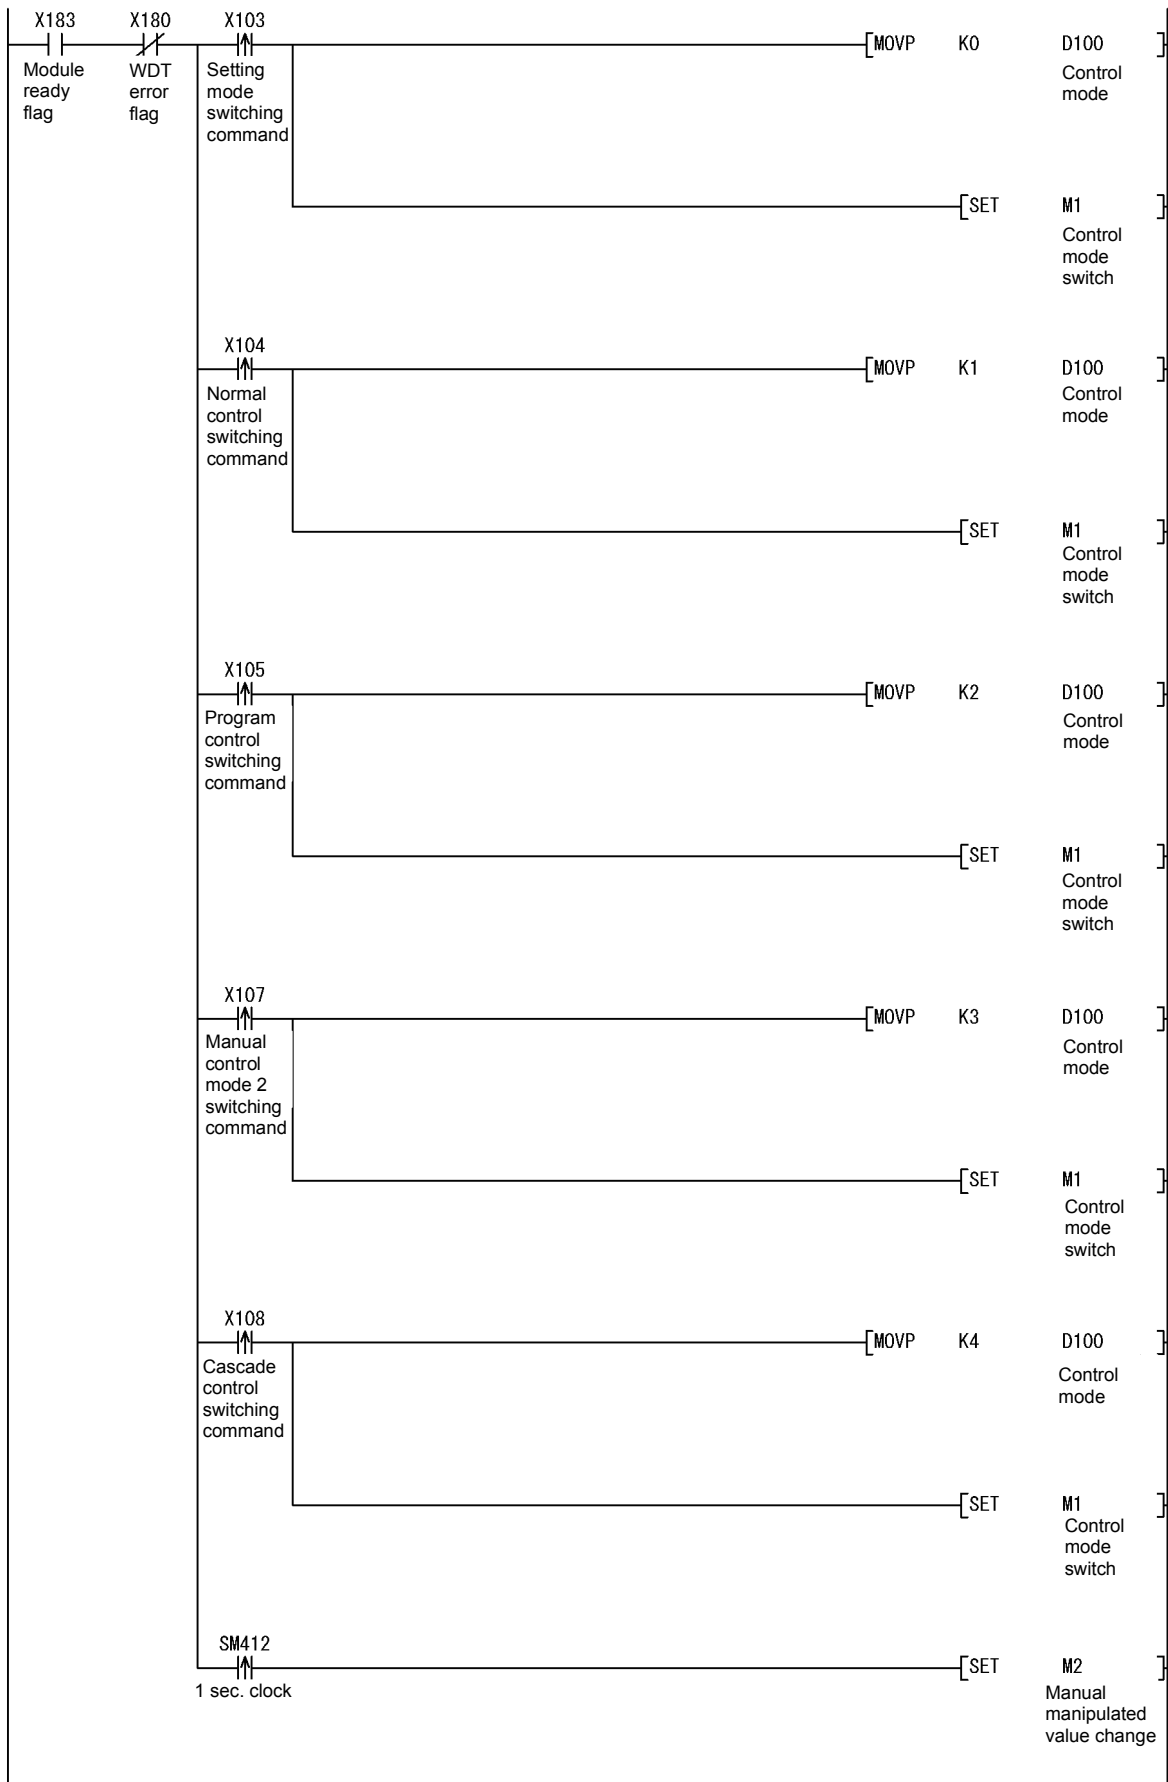 X183 X180 X103
[MOVP K0 D100 ]
Module ready flag
WDT error flag
Setting mode switching command
Control mode
[SET M1 ]
Control mode switch
X104
[MOVP K1 D100 ]
Normal control switching command
Control mode
[SET M1 ]
Control mode switch
X105
[MOVP K2 D100 ]
Program control switching command
Control mode
[SET M1 ]
Control mode switch
X107
[MOVP K3 D100 ]
Manual control mode 2 switching command
Control mode
[SET M1 ]
Control mode switch
X108
[MOVP K4 D100 ]
Cascade control switching command
Control mode
[SET M1 ]
Control mode switch
SM412
[SET M2 ]
1 sec. clock
Manual manipulated value change